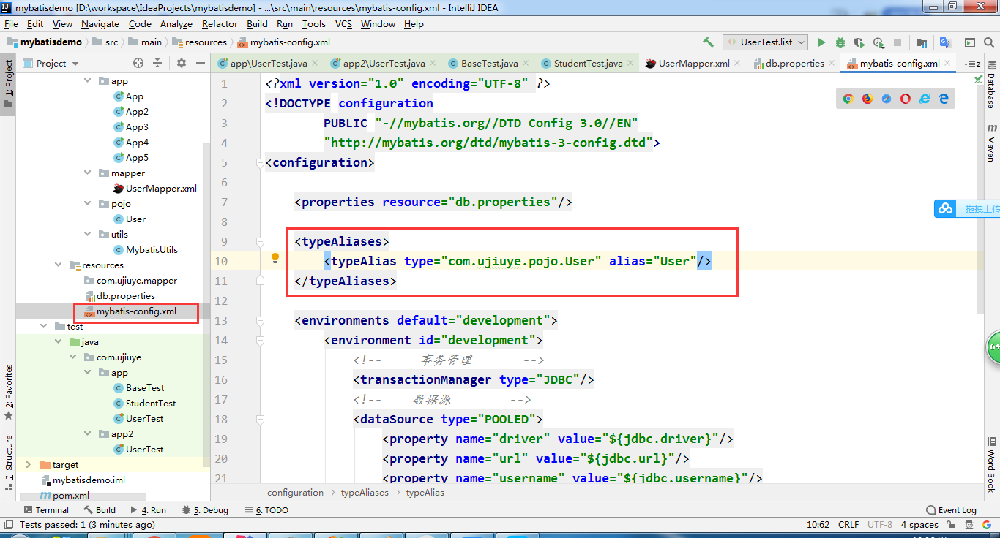 mybatisdemo [D:\workspace\IdeaProjects\mybatisdemo] - ...\src\main\resources\mybatis-config.xml - IntelliJ IDEA
File Edit View Navigate Code Analyze Refactor Build Run Tools VCS Window Help
mybatisdemo src main resources mybatis-config.xml UserTest.list
Project
app\UserTest.java app2\UserTest.java BaseTest.java StudentTest.java UserMapper.xml db.properties mybatis-config.xml 2
1: Project
2: Favorites
7: Structure
app
App
App2
App3
App4
App5
mapper
UserMapper.xml
pojo
User
utils
MybatisUtils
resources
com.ujiuye.mapper
db.properties
mybatis-config.xml
test
java
com.ujiuye
app
BaseTest
StudentTest
UserTest
app2
UserTest
target
mybatisdemo.iml
pom.xml
1 <?xml version="1.0" encoding="UTF-8" ?>
2 <!DOCTYPE configuration
3 PUBLIC "-//mybatis.org//DTD Config 3.0//EN"
4 "http://mybatis.org/dtd/mybatis-3-config.dtd">
5 <configuration>
6
7 <properties resource="db.properties"/>
8
9 <typeAliases>
10 <typeAlias type="com.ujiuye.pojo.User" alias="User"/>
11 </typeAliases>
12
13 <environments default="development">
14 <environment id="development">
15 <!-- 事务管理 -->
16 <transactionManager type="JDBC"/>
17 <!-- 数据源 -->
18 <dataSource type="POOLED">
19 <property name="driver" value="${jdbc.driver}"/>
20 <property name="url" value="${jdbc.url}"/>
21 <property name="username" value="${jdbc.username}"/>
configuration typeAliases typeAlias
Database
Maven
拖拽上传
64
Word Book
Terminal Build 4: Run 5: Debug 6: TODO Event Log
Tests passed: 1 (3 minutes ago) 10:62 CRLF UTF-8 4 spaces